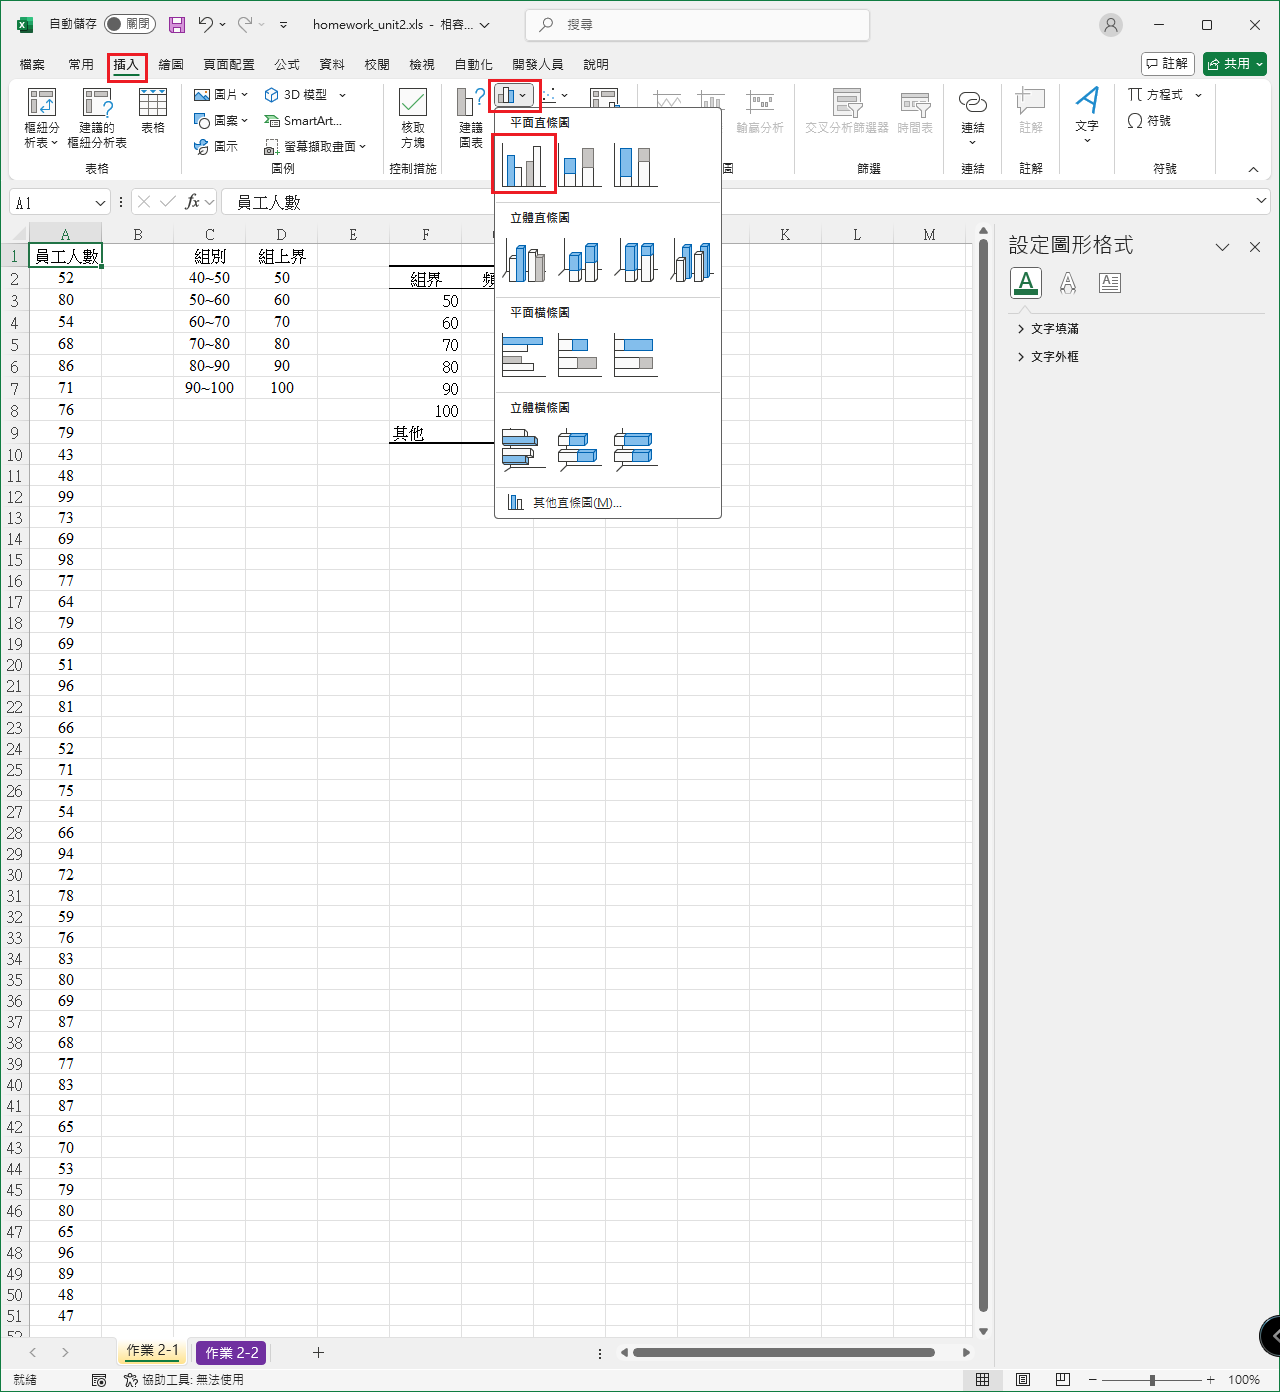 自動儲存 關閉 homework_unit2.xls - 相容... 搜尋
檔案 常用 插入 繪圖 頁面配置 公式 資料 校閱 檢視 自動化 開發人員 說明 註解 共用
樞紐分析表 建議的樞紐分析表 表格
表格
圖片 圖案 圖示 3D 模型 SmartArt... 螢幕擷取畫面
圖例
核取方塊
控制措施
建議圖表
圖
輸贏分析
交叉分析篩選器 時間表
篩選
連結
連結
註解
註解
文字
方程式
符號
符號
A1 fx 員工人數
平面直條圖
立體直條圖
平面橫條圖
立體橫條圖
其他直條圖(M)...
A B C D E F J K L M
1 員工人數 組別 組上界
2 52 40~50 50 組界
3 80 50~60 60 50
4 54 60~70 70 60
5 68 70~80 80 70
6 86 80~90 90 80
7 71 90~100 100 90
8 76 100
9 79 其他
10 43
11 48
12 99
13 73
14 69
15 98
16 77
17 64
18 79
19 69
20 51
21 96
22 81
23 66
24 52
25 71
26 75
27 54
28 66
29 94
30 72
31 78
32 59
33 76
34 83
35 80
36 69
37 87
38 68
39 77
40 83
41 87
42 65
43 70
44 53
45 79
46 80
47 65
48 96
49 89
50 48
51 47
設定圖形格式
文字填滿
文字外框
作業 2-1 作業 2-2
就緒 協助工具: 無法使用 100%